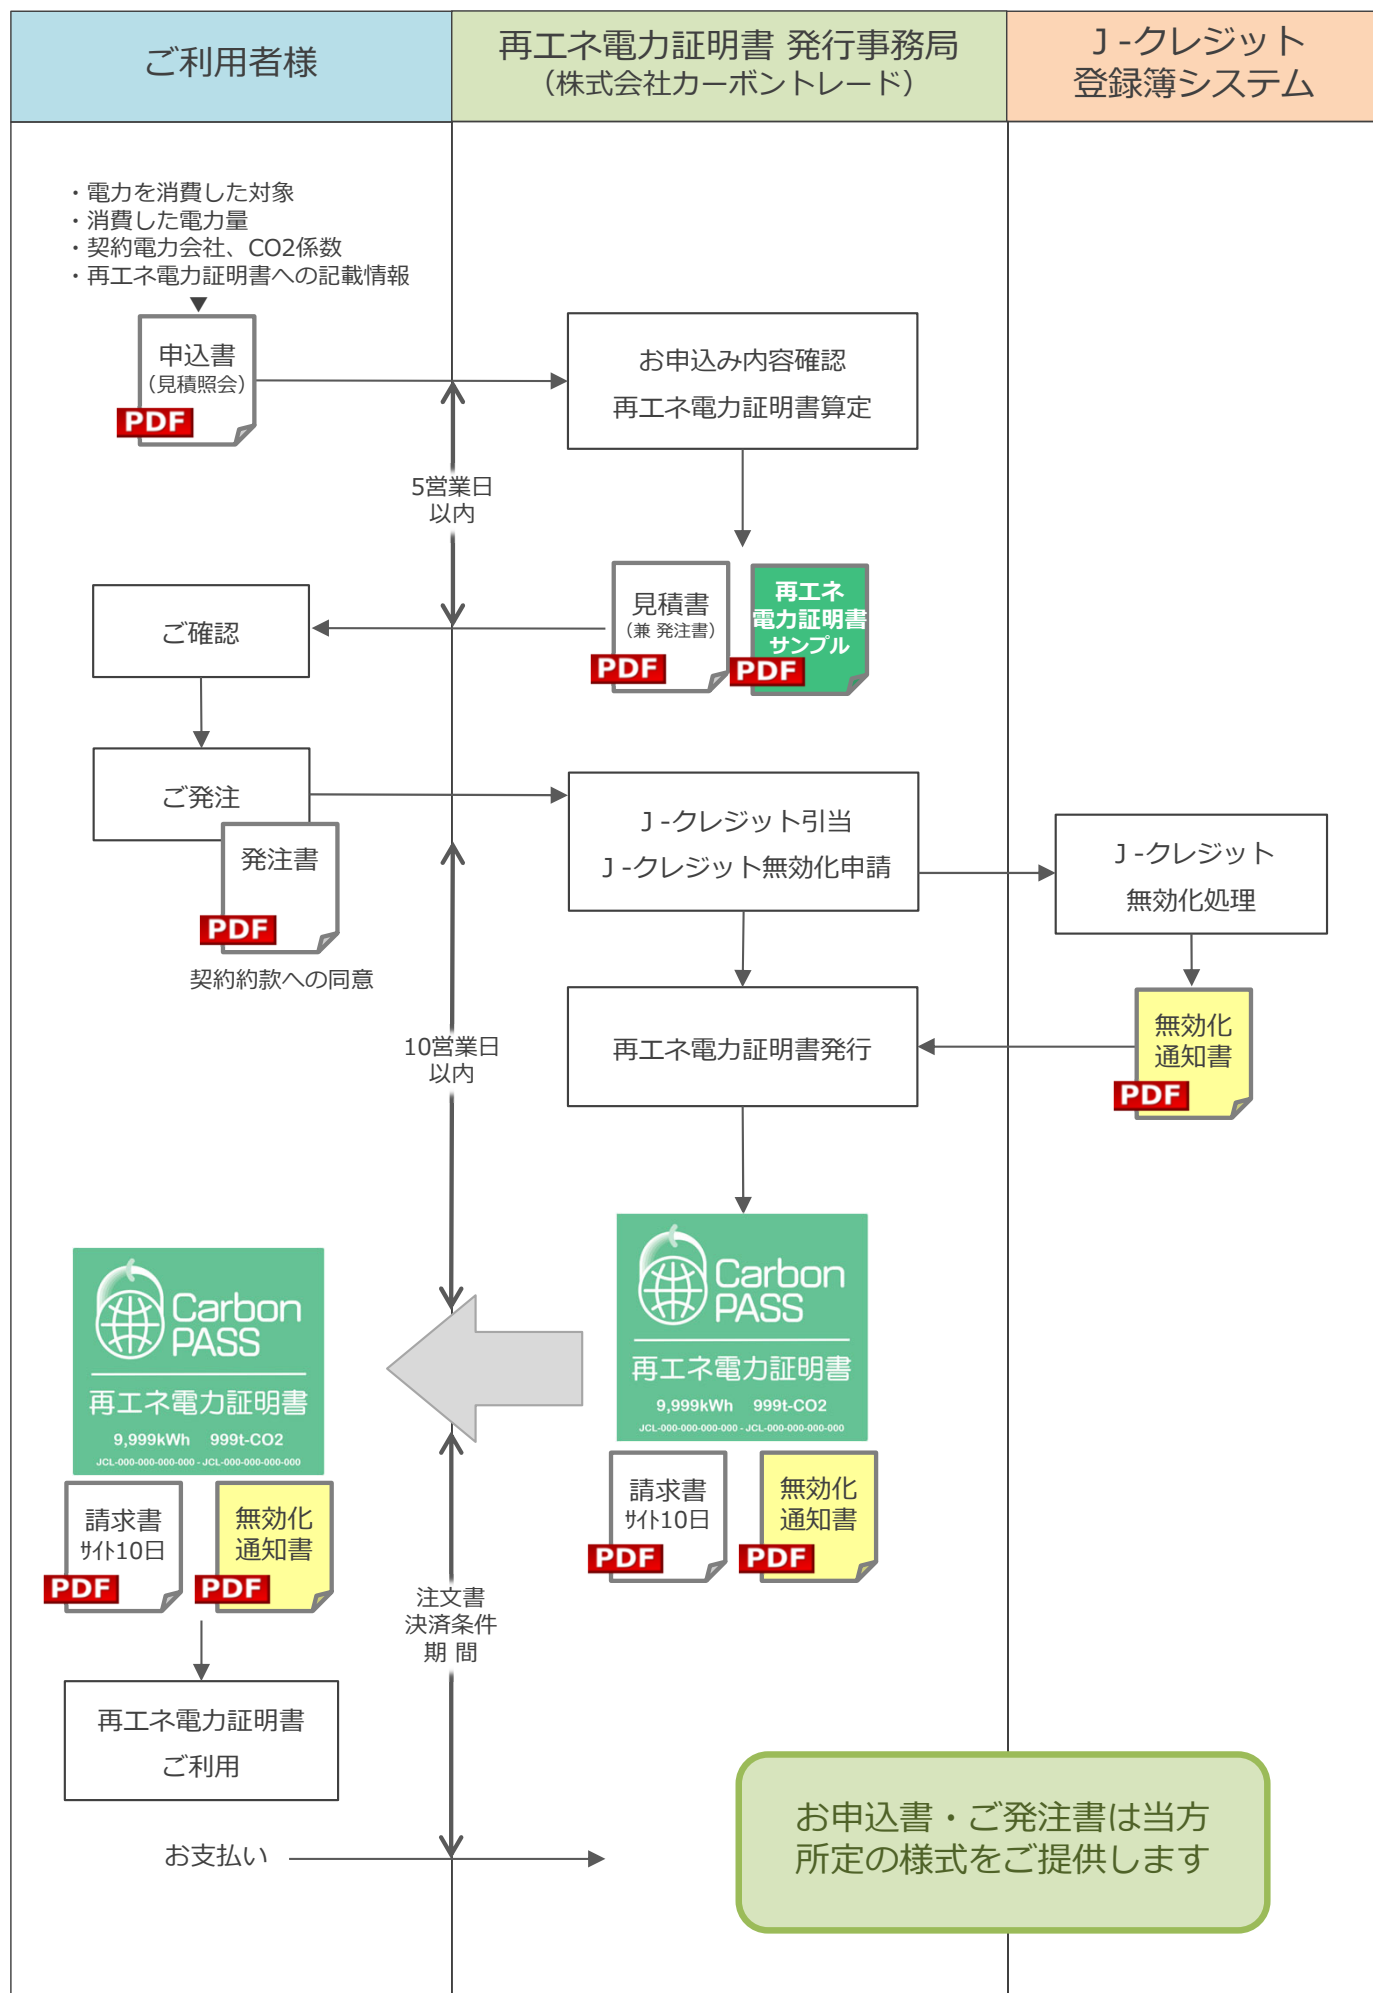 ご利用者様
再エネ電力証明書 発行事務局
（株式会社カーボントレード）
J -クレジット
登録簿システム
・電力を消費した対象
・消費した電力量
・契約電力会社、CO2係数
・再エネ電力証明書への記載情報
申込書
（見積照会）
PDF
お申込み内容確認
再エネ電力証明書算定
5営業日
以内
見積書
（兼 発注書）
PDF
再エネ
電力証明書
サンプル
PDF
ご確認
ご発注
発注書
PDF
契約約款への同意
J -クレジット引当
J -クレジット無効化申請
J -クレジット
無効化処理
10営業日
以内
再エネ電力証明書発行
無効化
通知書
PDF
Carbon
PASS
再エネ電力証明書
9,999kWh 999t-CO2
JCL-000-000-000-000 - JCL-000-000-000-000
請求書
ｻｲﾄ10日
PDF
無効化
通知書
PDF
Carbon
PASS
再エネ電力証明書
9,999kWh 999t-CO2
JCL-000-000-000-000 - JCL-000-000-000-000
請求書
ｻｲﾄ10日
PDF
無効化
通知書
PDF
注文書
決済条件
期 間
再エネ電力証明書
ご利用
お支払い
お申込書・ご発注書は当方
所定の様式をご提供します